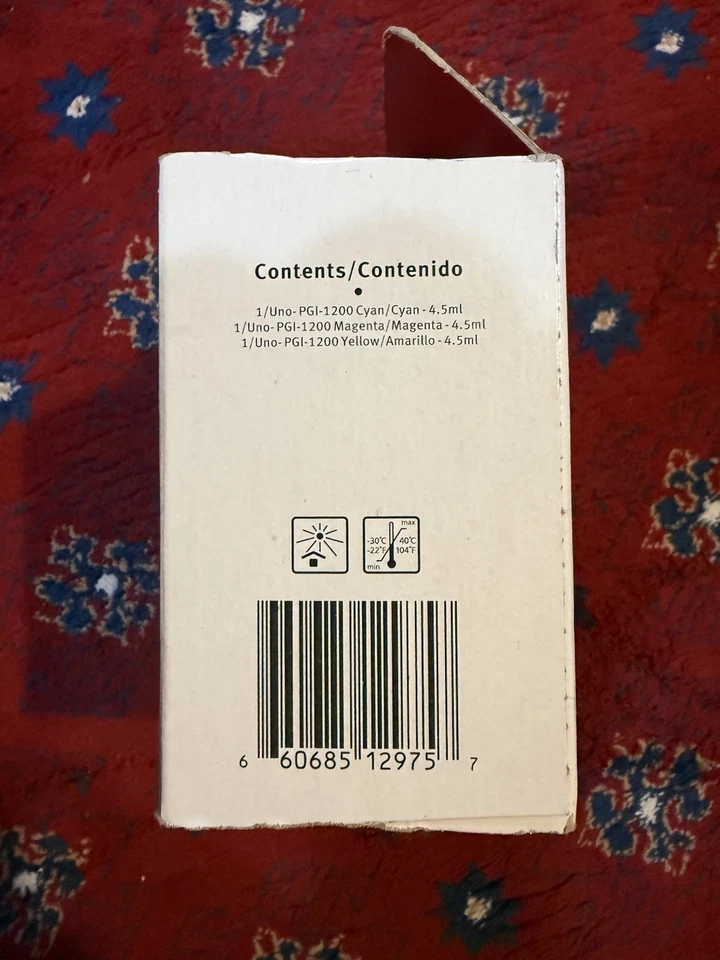 Contents/Contenido
•
1/Uno- PGI-1200 Cyan/Cyan - 4.5ml
1/Uno- PGI-1200 Magenta/Magenta - 4.5ml
1/Uno- PGI-1200 Yellow/Amarillo - 4.5ml
max
-30°C 40°C
-22°F 104°F
min
6 60685 12975 7